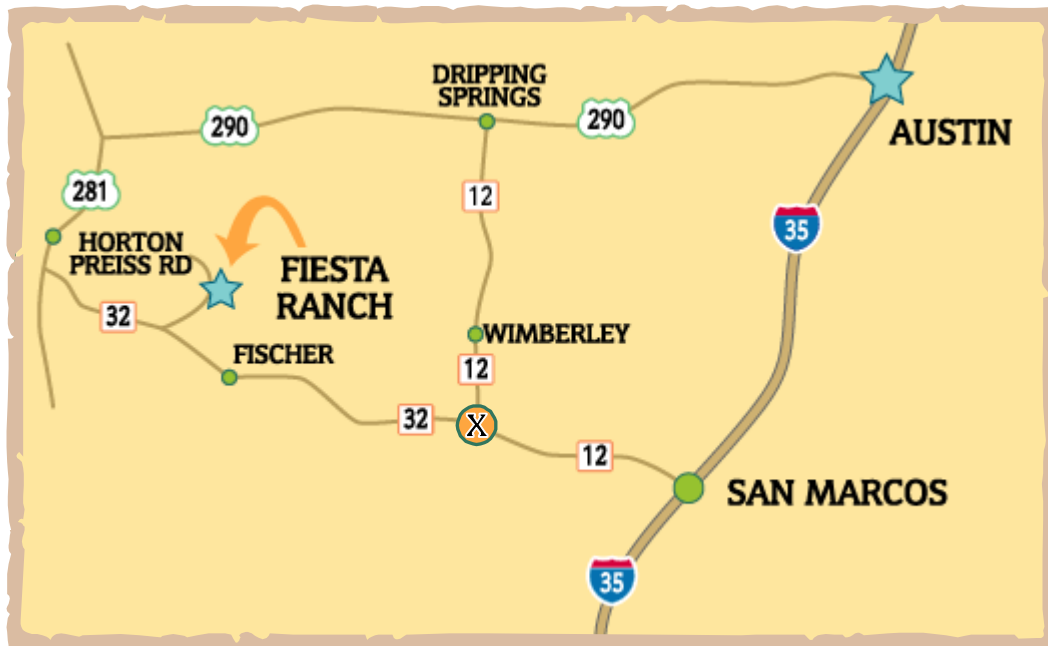 DRIPPING
SPRINGS
290
290
AUSTIN
281
12
35
HORTON
PREISS RD
FIESTA
RANCH
32
WIMBERLEY
FISCHER
12
32
X
12
SAN MARCOS
35